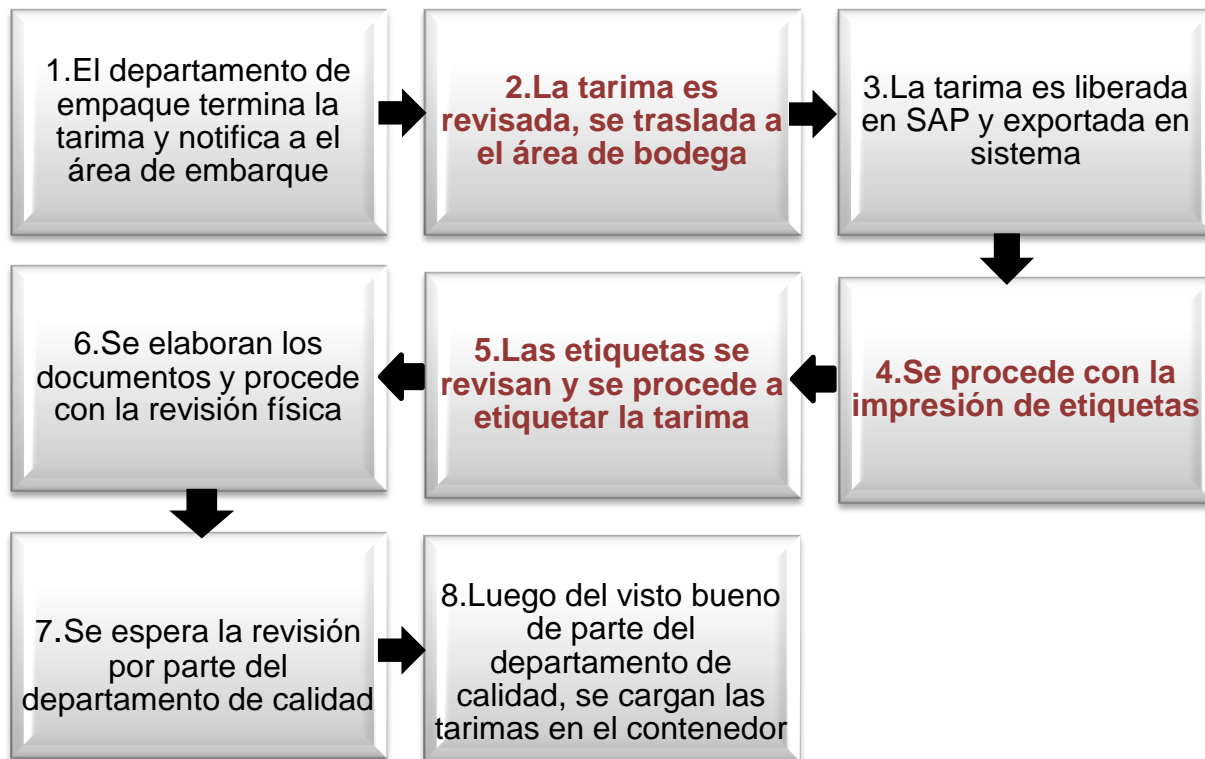 1.El departamento de
empaque termina la
tarima y notifica a el
área de embarque
2.La tarima es
revisada, se traslada a
el área de bodega
3.La tarima es liberada
en SAP y exportada en
sistema
4.Se procede con la
impresión de etiquetas
5.Las etiquetas se
revisan y se procede a
etiquetar la tarima
6.Se elaboran los
documentos y procede
con la revisión física
7.Se espera la revisión
por parte del
departamento de calidad
8.Luego del visto bueno
de parte del
departamento de
calidad, se cargan las
tarimas en el contenedor